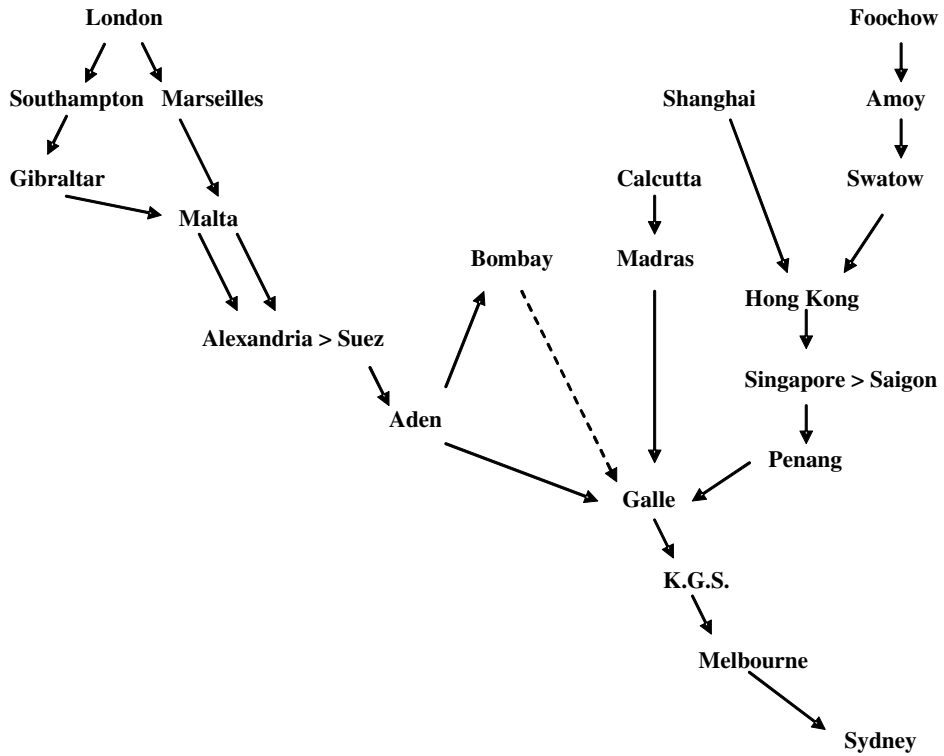 London
Foochow
Southampton
Marseilles
Shanghai
Amoy
Gibraltar
Calcutta
Swatow
Malta
Bombay
Madras
Hong Kong
Alexandria > Suez
Singapore > Saigon
Aden
Penang
Galle
K.G.S.
Melbourne
Sydney